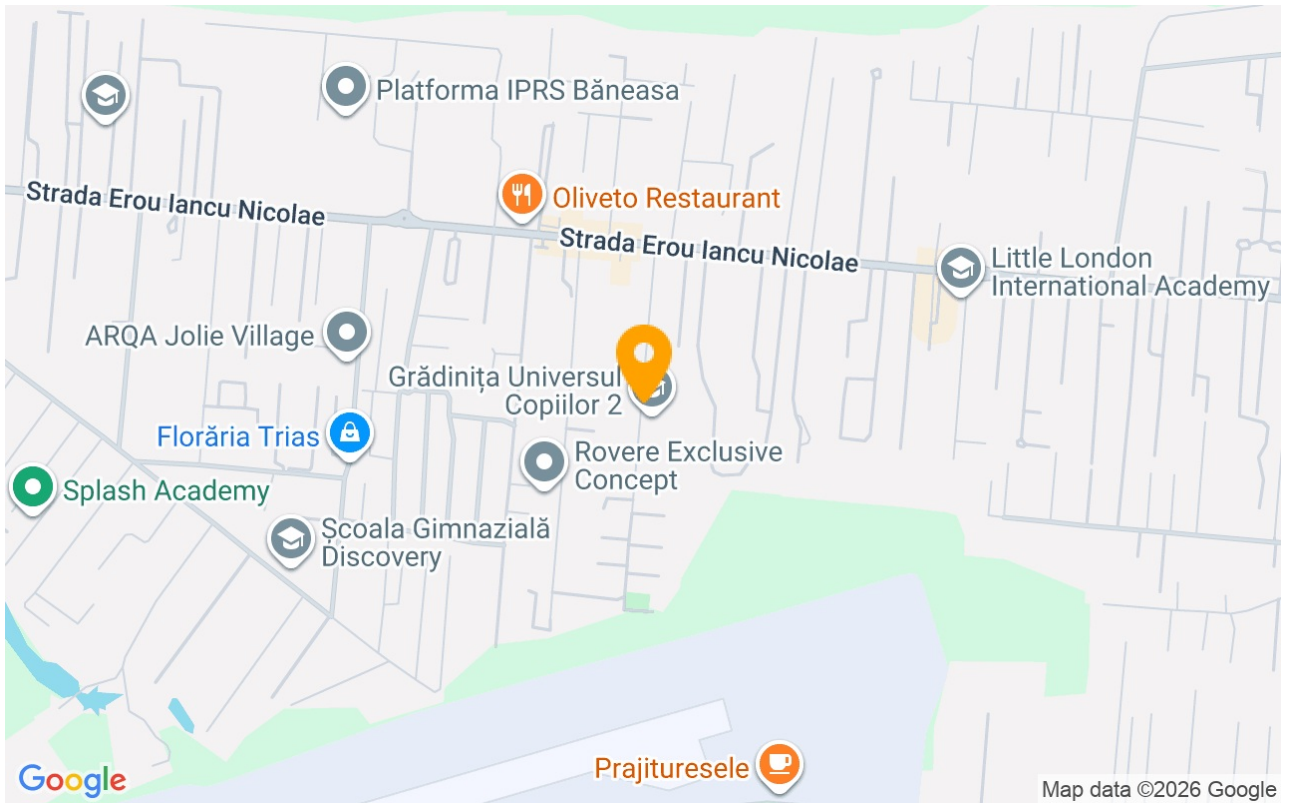 Platforma IPRS Băneasa
Strada Erou Iancu Nicolae
Oliveto Restaurant
Strada Erou Iancu Nicolae
Little London
International Academy
ARQA Jolie Village
Grădinița Universul
Copiilor 2
Florăria Trias
Rovere Exclusive
Concept
Splash Academy
Școala Gimnazială
Discovery
Prajituresele
Google
Map data ©2026 Google